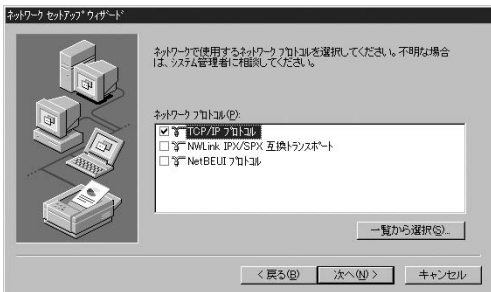 ネットワーク セットアップ ウィザード
ネットワークで使用するネットワーク プロトコルを選択してください。不明な場合
は、システム管理者に相談してください。
ネットワーク プロトコル(P):
TCP/IP プロトコル
NWLink IPX/SPX 互換トランスポート
NetBEUI プロトコル
一覧から選択(S)...
< 戻る(B)
次へ(N) >
キャンセル